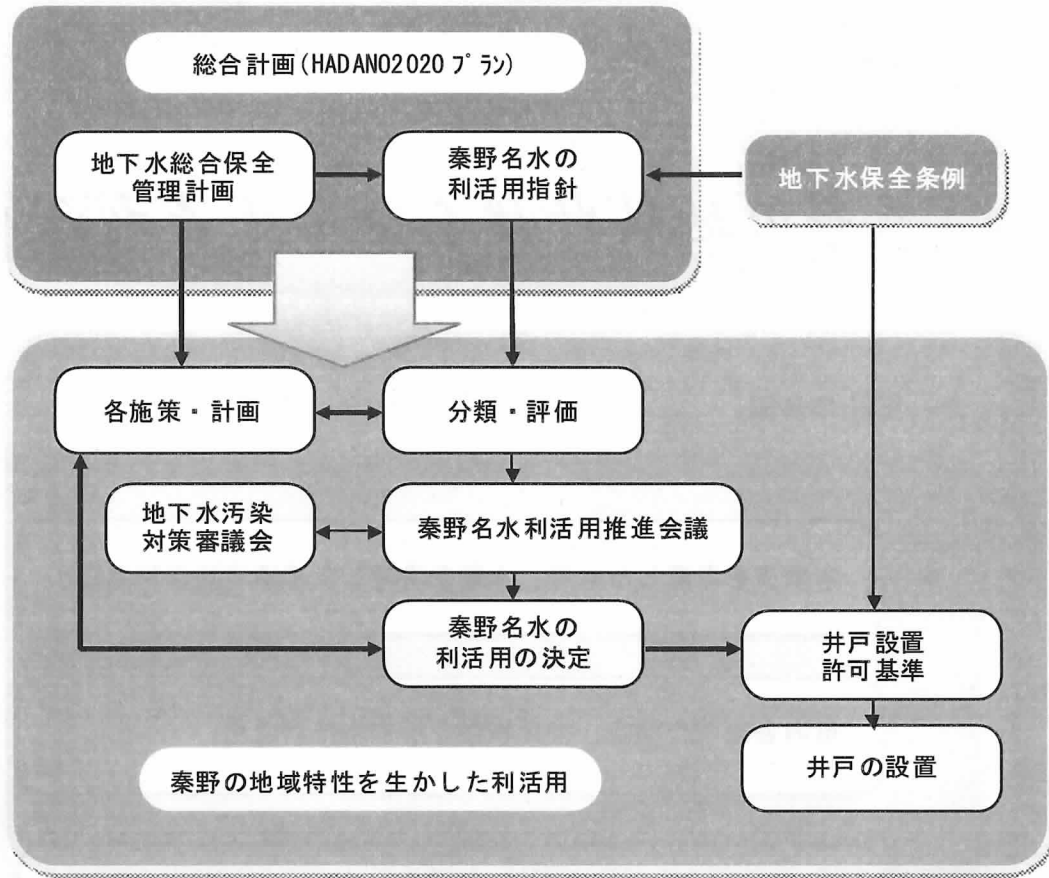 総合計画(HADANO2020プラン)
地下水総合保全
管理計画
秦野名水の
利活用指針
地下水保全条例
各施策・計画
分類・評価
地下水汚染
対策審議会
秦野名水利活用推進会議
秦野名水の
利活用の決定
井戸設置
許可基準
井戸の設置
秦野の地域特性を生かした利活用